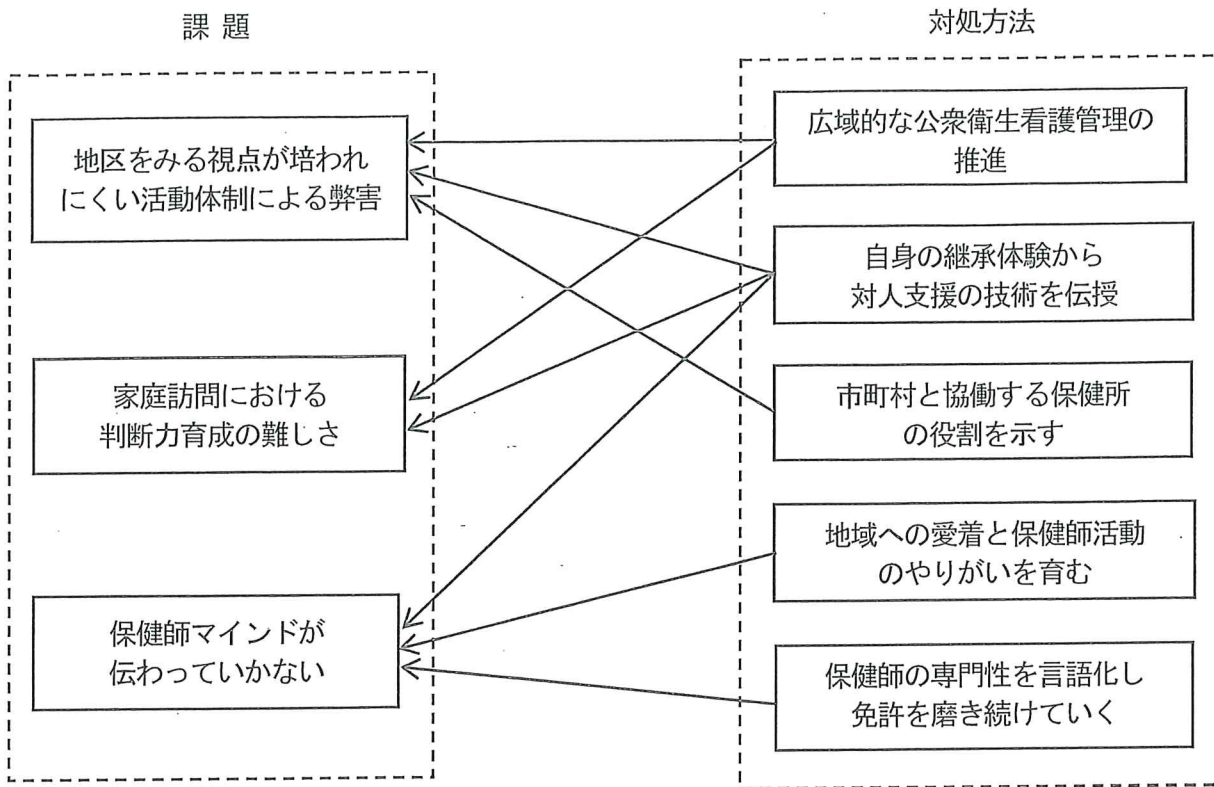 課題
地区をみる視点が培われ
にくい活動体制による弊害
家庭訪問における
判断力育成の難しさ
保健師マインドが
伝わっていかない
対処方法
広域的な公衆衛生看護管理の
推進
自身の継承体験から
対人支援の技術を伝授
市町村と協働する保健所
の役割を示す
地域への愛着と保健師活動
のやりがいを育む
保健師の専門性を言語化し
免許を磨き続けていく